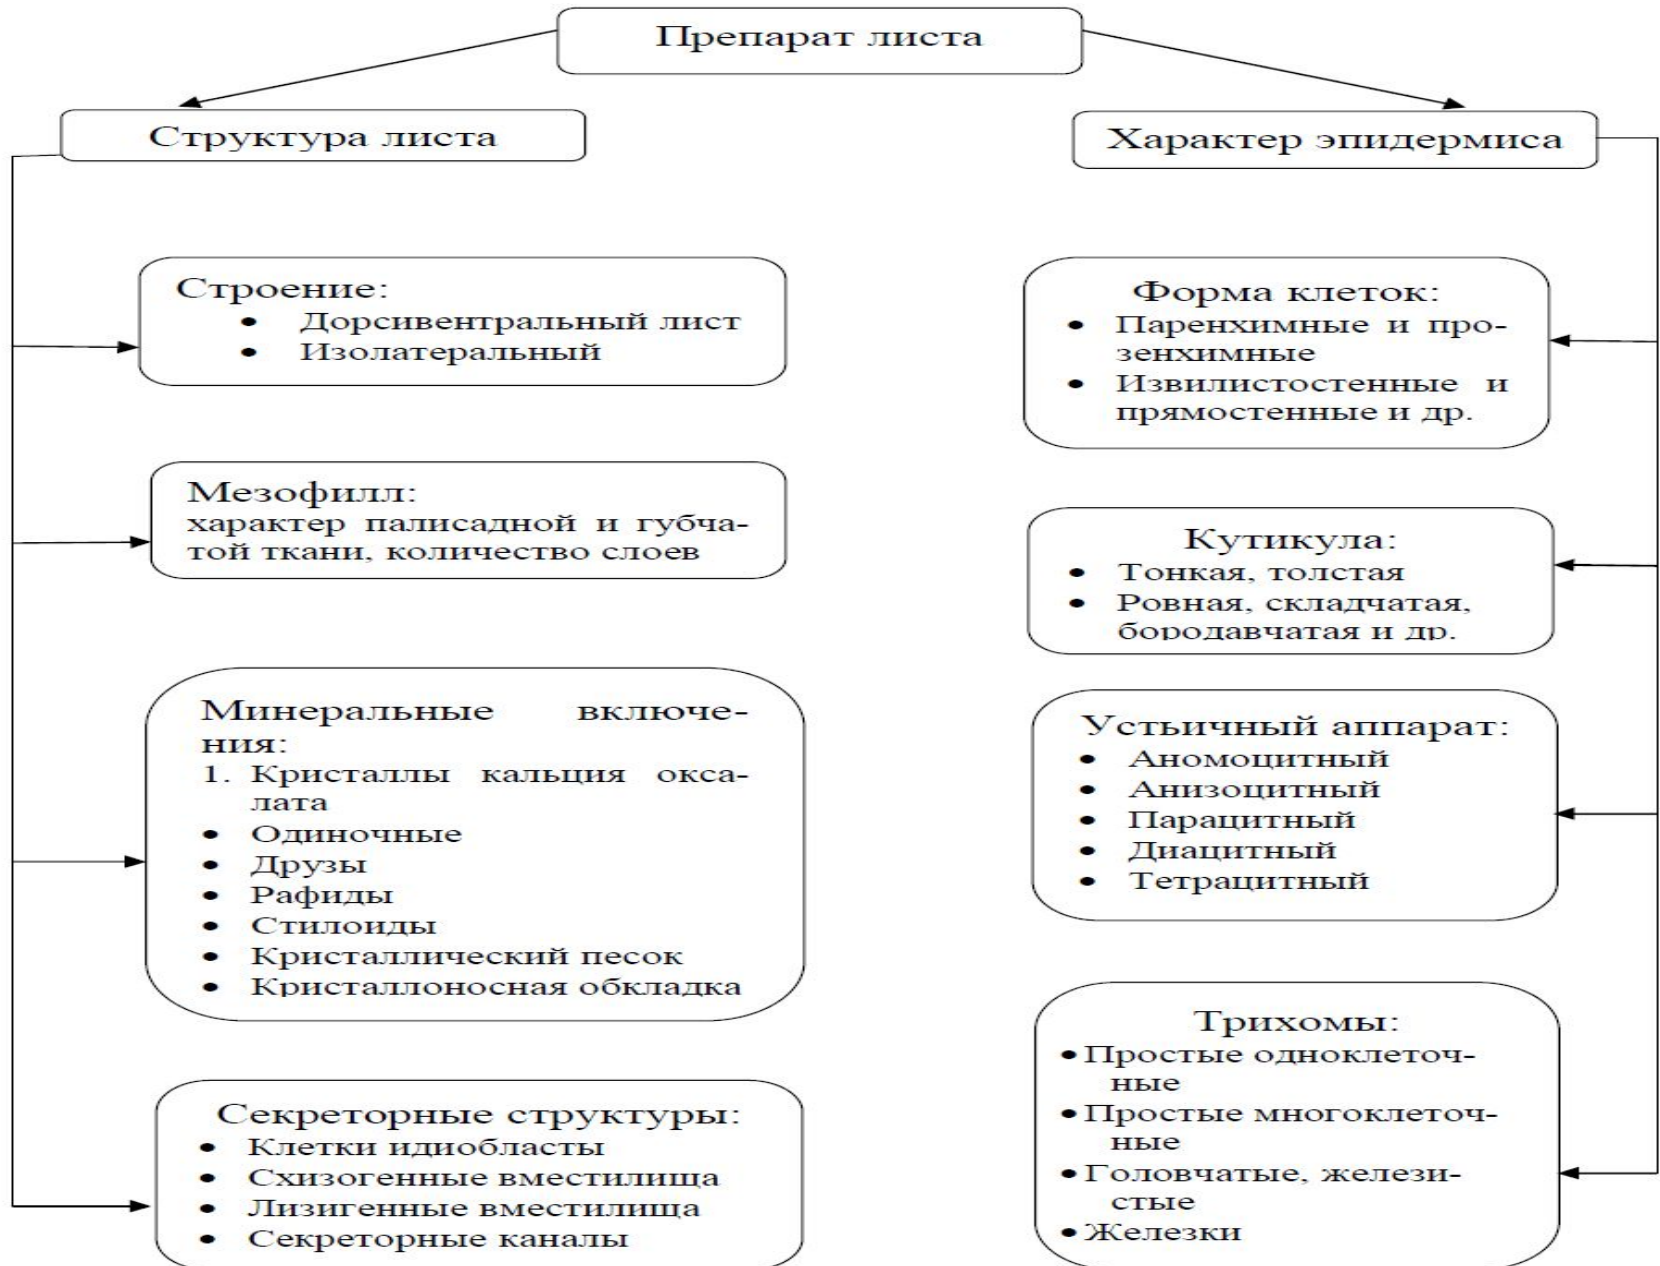 Препарат листа
Структура листа
Строение:
• Дорсивентральный лист
• Изолатеральный
Мезофилл:
характер палисадной и губча-
той ткани, количество слоев
Минеральные включе-
ния:
1. Кристаллы кальция окса-
лата
• Одиночные
• Друзы
• Рафиды
• Стилоиды
• Кристаллический песок
• Кристаллоносная обкладка
Секреторные структуры:
• Клетки идиобласты
• Схизогенные вместилища
• Лизигенные вместилища
• Секреторные каналы
Характер эпидермиса
Форма клеток:
• Паренхимные и про-
зенхимные
• Извилистостенные и
прямостенные и др.
Кутикула:
• Тонкая, толстая
• Ровная, складчатая,
бородавчатая и др.
Устьичный аппарат:
• Аномоцитный
• Анизоцитный
• Парацитный
• Диацитный
• Тетрацитный
Трихомы:
• Простые одноклеточ-
ные
• Простые многоклеточ-
ные
• Головчатые, желези-
стые
• Железки